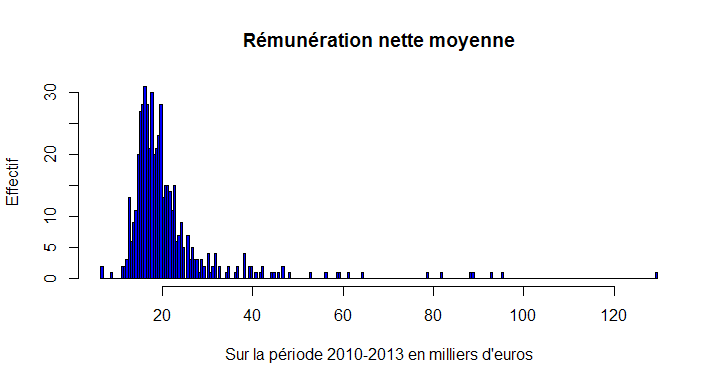 Rémunération nette moyenne
Effectif
30
20
10
5
0
20 40 60 80 100 120
Sur la période 2010-2013 en milliers d'euros